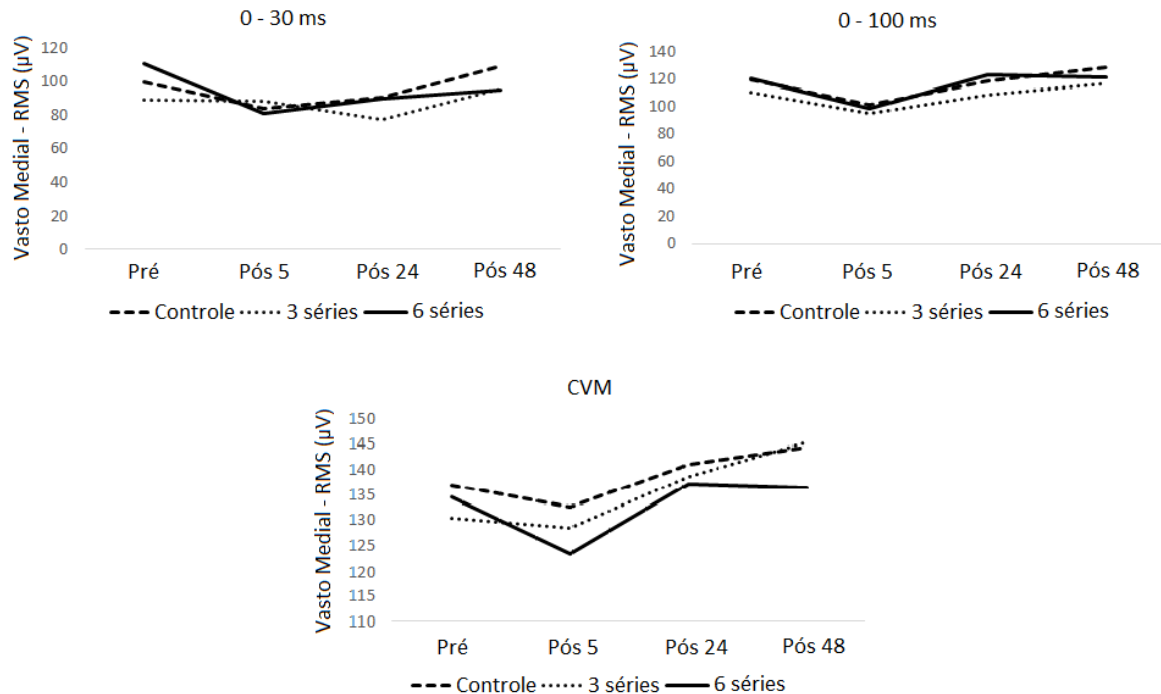 0 - 30 ms
Vasto Medial - RMS (µV)
120
100
80
60
40
20
0
Pré Pós 5 Pós 24 Pós 48
Controle 3 séries 6 séries
0 - 100 ms
Vasto Medial - RMS (µV)
140
120
100
80
60
40
20
0
Pré Pós 5 Pós 24 Pós 48
Controle 3 séries 6 séries
CVM
Vasto Medial - RMS (µV)
150
145
140
135
130
125
120
115
110
Pré Pós 5 Pós 24 Pós 48
Controle 3 séries 6 séries